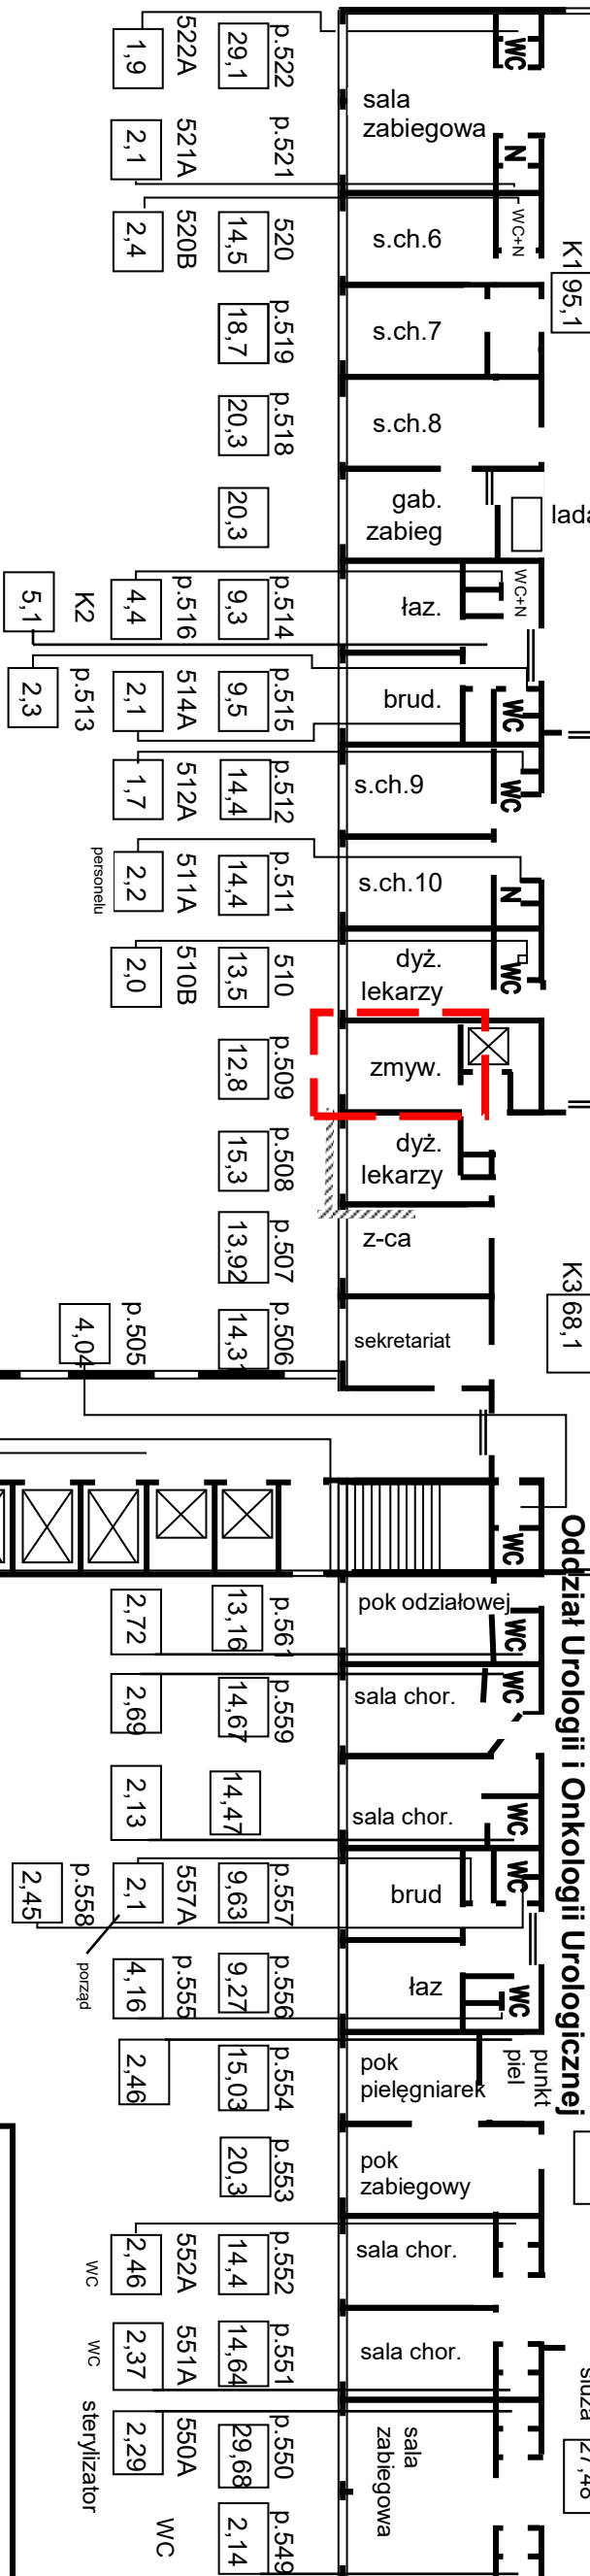 522A
1,9
p.522
29,1
WC
sala
zabiegowa
521A
2,1
p.521
N
520B
2,4
520
14,5
s.ch.6
WC+N
K1
95,1
p.519
18,7
s.ch.7
p.518
20,3
s.ch.8
20,3
gab.
zabieg
K2
5,1
p.516
4,4
p.514
9,3
łaz.
WC+N
p.513
2,3
514A
2,1
p.515
9,5
brud.
WC
512A
1,7
p.512
14,4
s.ch.9
WC
personelu
511A
2,2
p.511
14,4
s.ch.10
N
510B
2,0
510
13,5
dyż.
lekarzy
WC
p.509
12,8
zmyw.
p.508
15,3
dyż.
lekarzy
p.507
13,92
z-ca
K3
68,1
p.505
4,04
p.506
14,31
sekretariat
WC
Oddział Urologii i Onkologii Urologicznej
2,72
p.561
13,16
pok odziałowej
WC
2,69
p.559
14,67
sala chor.
WC
2,13
14,47
sala chor.
WC
p.558
2,45
557A
2,1
p.557
9,63
brud
WC
porząd
p.555
4,16
p.556
9,27
łaz
WC
2,46
p.554
15,03
pok
pielęgniarek
punkt
piel
p.553
20,3
pok
zabiegowy
WC
552A
2,46
p.552
14,4
sala chor.
WC
551A
2,37
p.551
14,64
sala chor.
sterylizator
550A
2,29
p.550
29,68
sala
zabiegowa
WC
p.549
2,14